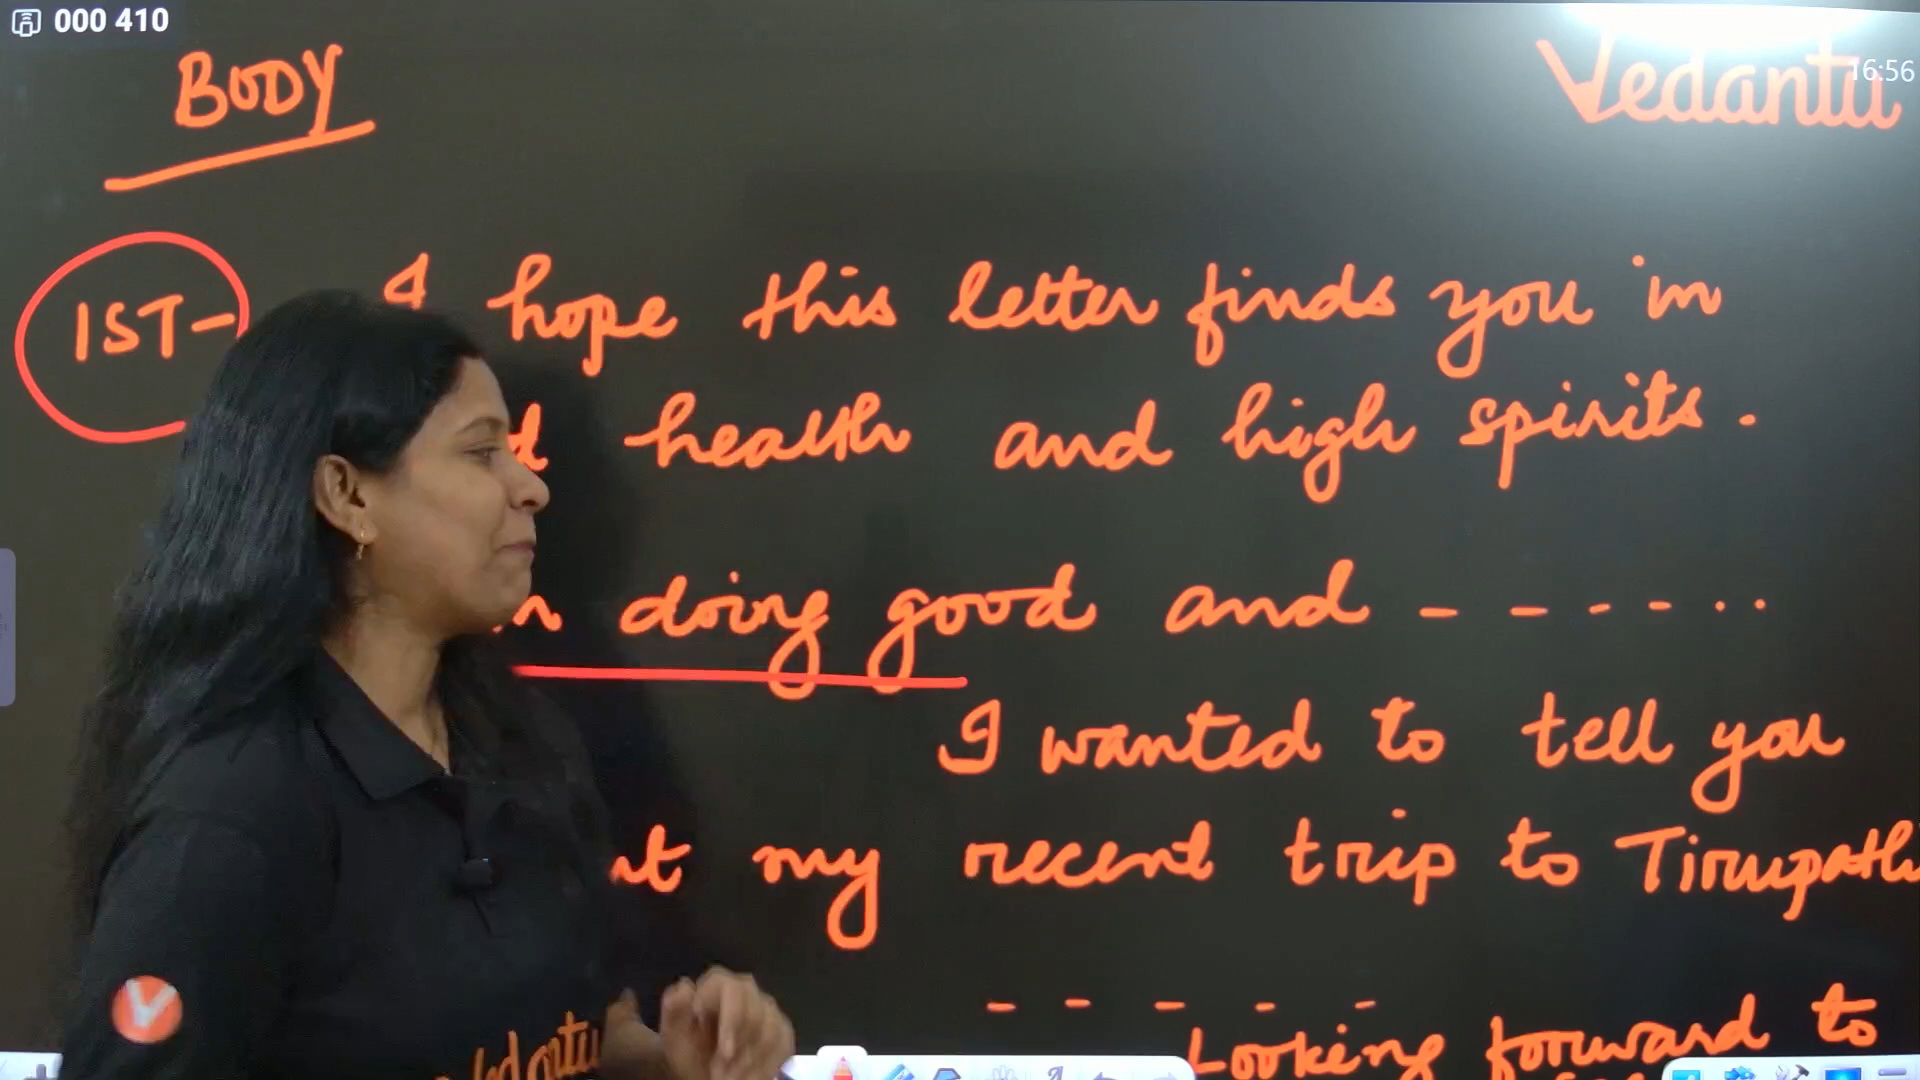 000 410
16:56
Vedantu
BODY
1ST- I hope this letter finds you in
health and high spirits.
doing good and - - - - - . .
I wanted to tell you
my recent trip to Tirupathi
- - - - -
Looking forward to
Vedantu